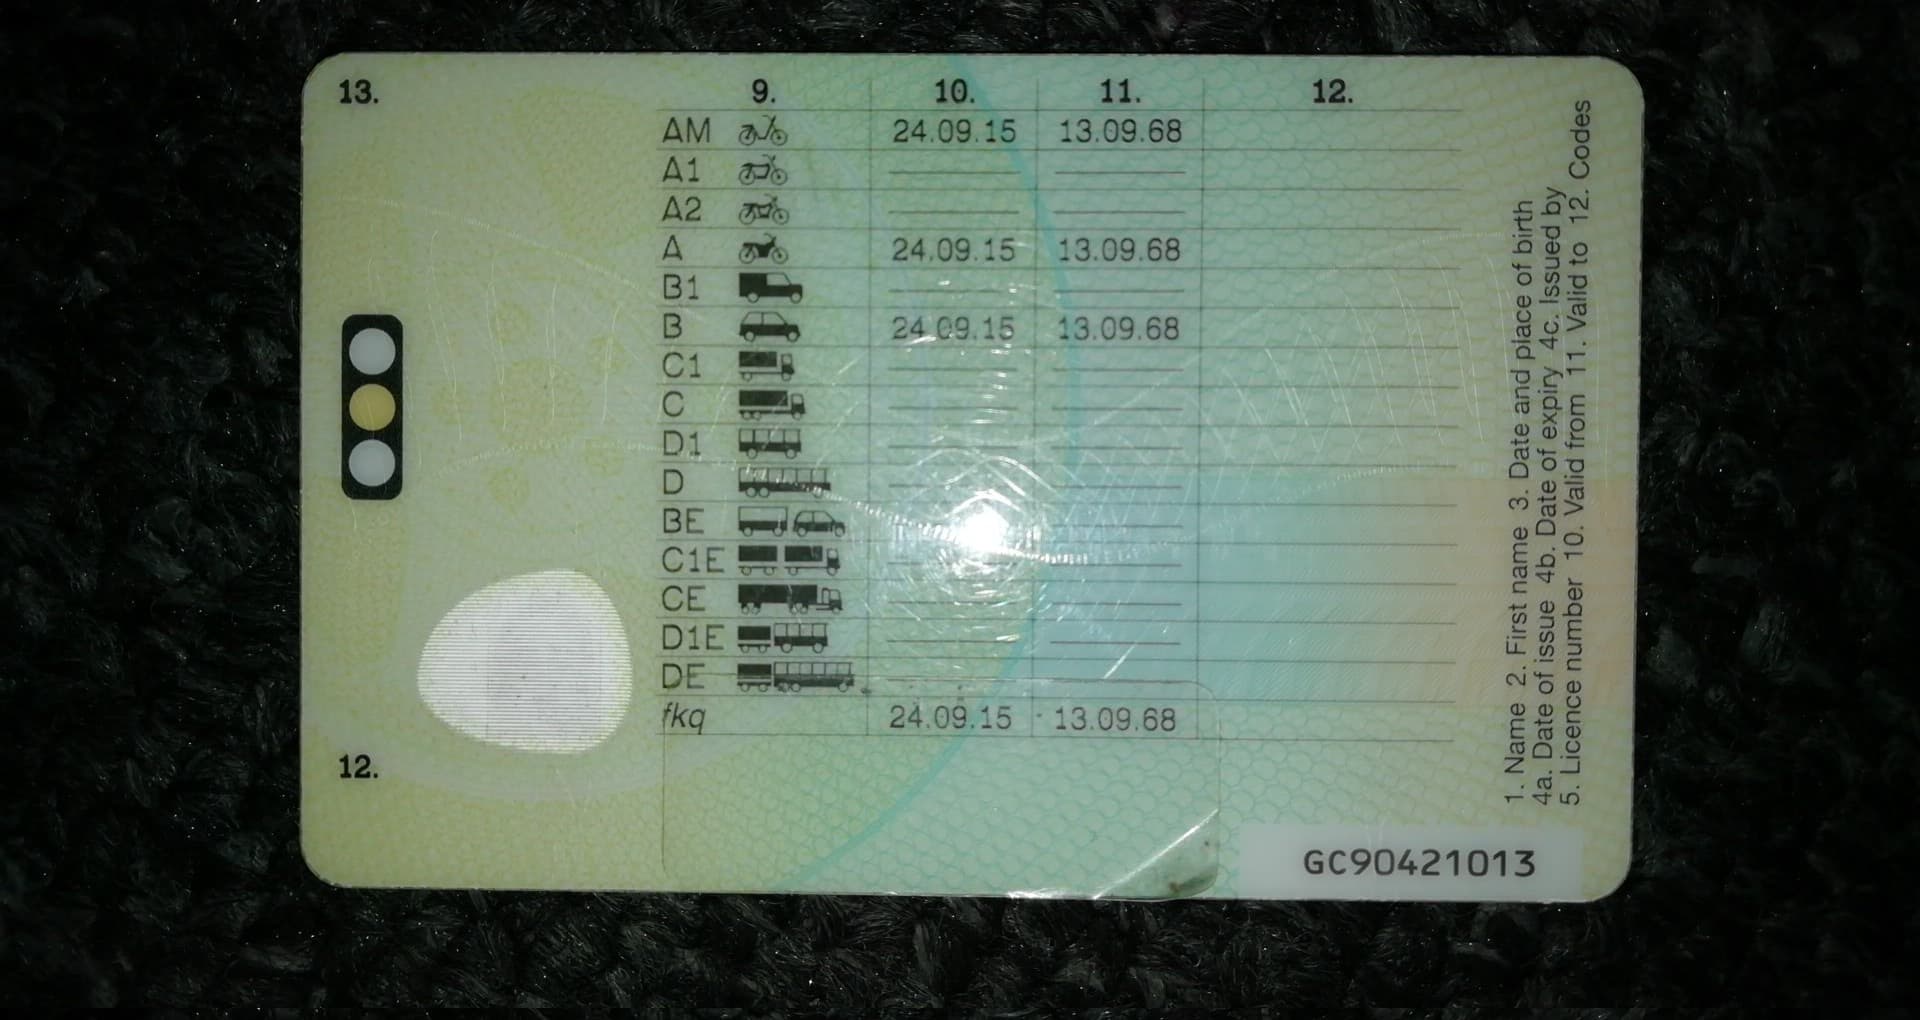 13. 9. 10. 11. 12.
AM 24.09.15 13.09.68
A1
A2
A 24.09.15 13.09.68
B1
B 24.09.15 13.09.68
C1
C
D1
D
BE
C1E
CE
D1E
DE
fkq 24.09.15 13.09.68
12.
1. Name 2. First name 3. Date and place of birth
4a. Date of issue 4b. Date of expiry 4c. Issued by
5. Licence number 10. Valid from 11. Valid to 12. Codes
GC90421013